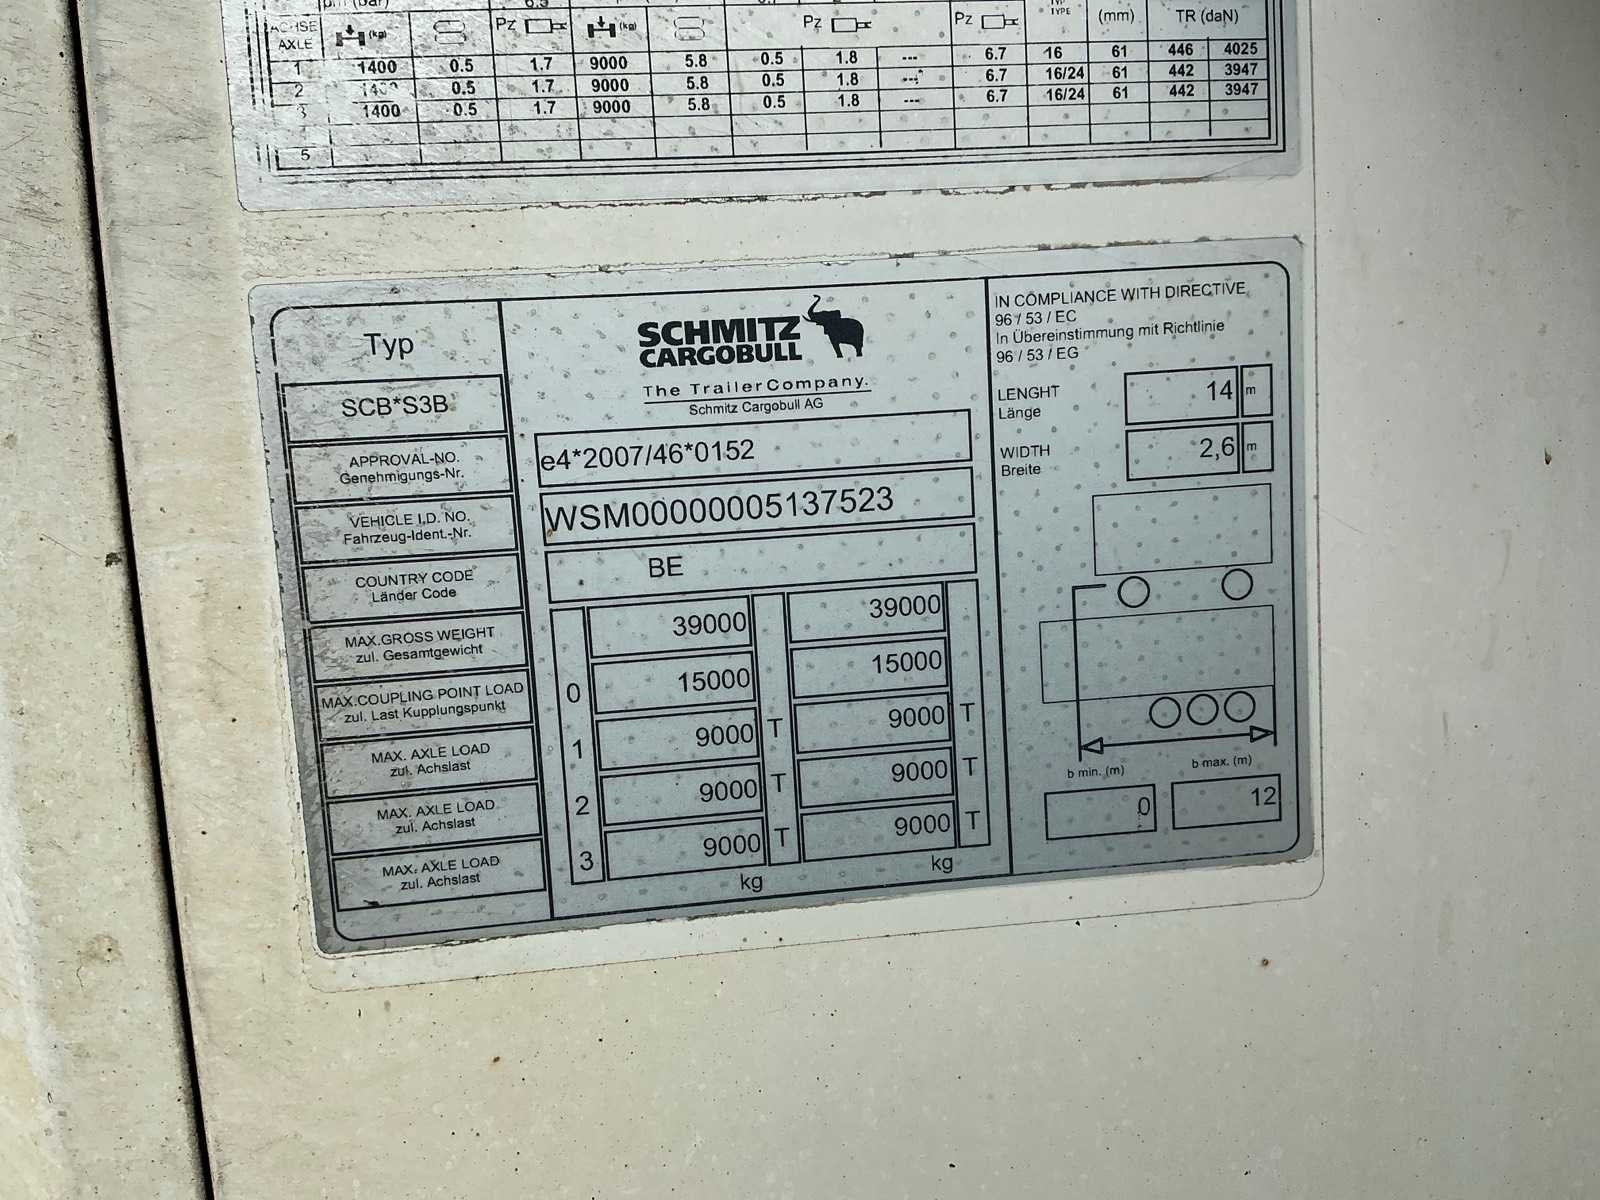 pm (bar) 6.5
ACHSE (kg) Pz (kg) Pz Pz TYP (mm) TR (daN)
AXLE TYPE
1 1400 0.5 1.7 9000 5.8 0.5 1.8 --- 6.7 16 61 446 4025
2 1400 0.5 1.7 9000 5.8 0.5 1.8 --- 6.7 16/24 61 442 3947
3 1400 0.5 1.7 9000 5.8 0.5 1.8 --- 6.7 16/24 61 442 3947
5
Typ
SCB*S3B
SCHMITZ
CARGOBULL
The Trailer Company.
Schmitz Cargobull AG
APPROVAL-NO.
Genehmigungs-Nr.
e4*2007/46*0152
VEHICLE I.D. NO.
Fahrzeug-Ident.-Nr.
WSM00000005137523
COUNTRY CODE
Länder Code
BE
MAX.GROSS WEIGHT
zul. Gesamtgewicht
39000 39000
MAX.COUPLING POINT LOAD
zul. Last Kupplungspunkt
0 15000 15000
MAX. AXLE LOAD
zul. Achslast
1 9000 T 9000 T
MAX. AXLE LOAD
zul. Achslast
2 9000 T 9000 T
MAX. AXLE LOAD
zul. Achslast
3 9000 T 9000 T
kg kg
IN COMPLIANCE WITH DIRECTIVE
96 / 53 / EC
In Übereinstimmung mit Richtlinie
96 / 53 / EG
LENGHT
Länge
14 m
WIDTH
Breite
2,6 m
b min. (m) b max. (m)
0 12